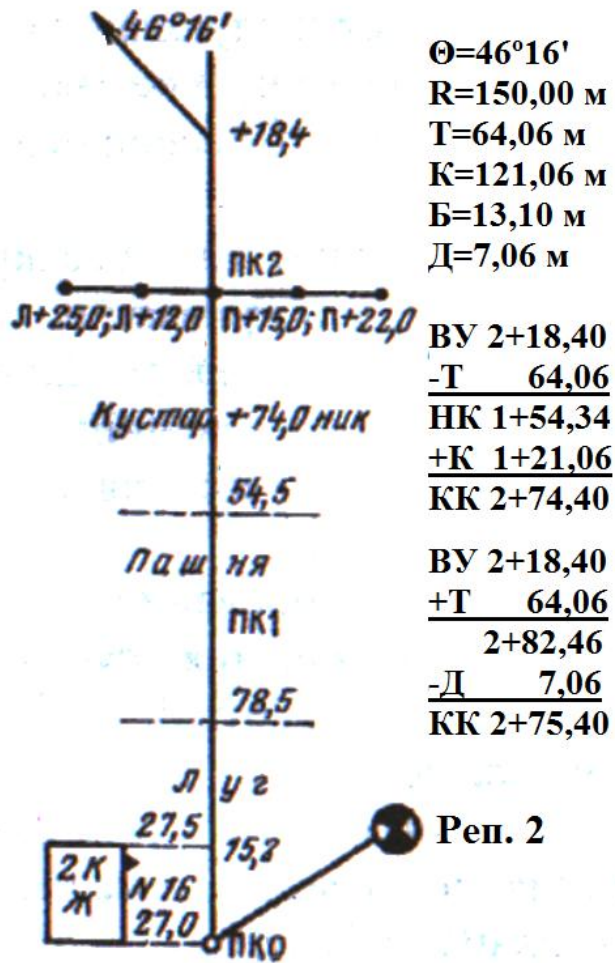 46°16'
+18,4
ПК2
Л+25,0; Л+12,0 П+15,0; П+22,0
Кустар +74,0 ник
54,5
Паш ня
ПК1
78,5
Л уг
27,5
15,2
2К
Ж
N 16
27,0
ПК0
Реп. 2
Θ=46°16'
R=150,00 м
Т=64,06 м
К=121,06 м
Б=13,10 м
Д=7,06 м
ВУ 2+18,40
-Т 64,06
НК 1+54,34
+К 1+21,06
КК 2+74,40
ВУ 2+18,40
+Т 64,06
2+82,46
-Д 7,06
КК 2+75,40